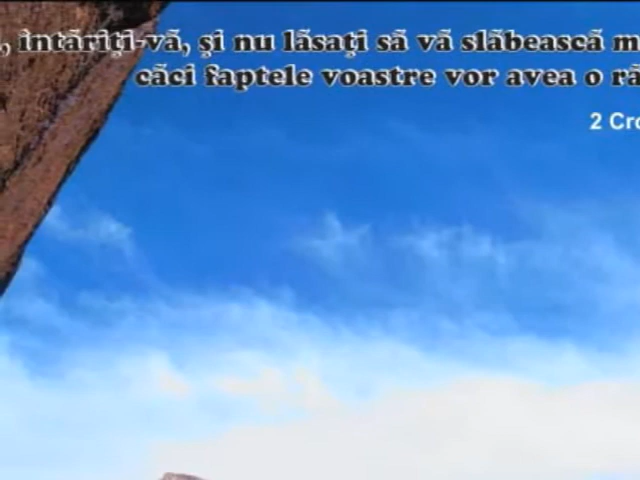 , întăriţi-vă, şi nu lăsaţi să vă slăbească m
căci faptele voastre vor avea o ră
2 Cro